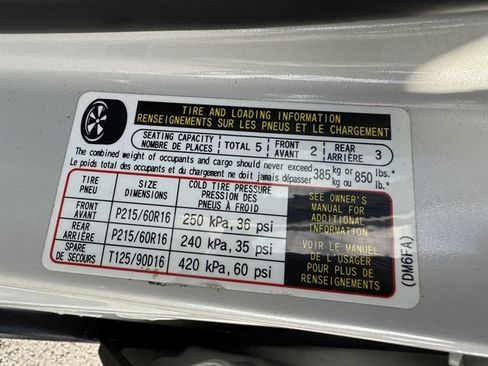 TIRE AND LOADING INFORMATION
RENSEIGNEMENTS SUR LES PNEUS ET LE CHARGEMENT
SEATING CAPACITY
NOMBRE DE PLACES
TOTAL 5
FRONT
AVANT 2
REAR
ARRIÈRE 3
The combined weight of occupants and cargo should never exceed 385 kg or 850 lbs.
Le poids total des occupants et du chargement ne doit jamais dépasser 385 kg ou 850 lb.
TIRE
PNEU
SIZE
DIMENSIONS
COLD TIRE PRESSURE
PRESSION DES
PNEUS À FROID
FRONT
AVANT
P215/60R16
250 kPa, 36 psi
REAR
ARRIÈRE
P215/60R16
240 kPa, 35 psi
SPARE
DE SECOURS
T125/90D16
420 kPa, 60 psi
SEE OWNER'S
MANUAL FOR
ADDITIONAL
INFORMATION
VOIR LE MANUEL
DE L'USAGER
POUR PLUS DE
RENSEIGNEMENTS
(DM6FA)